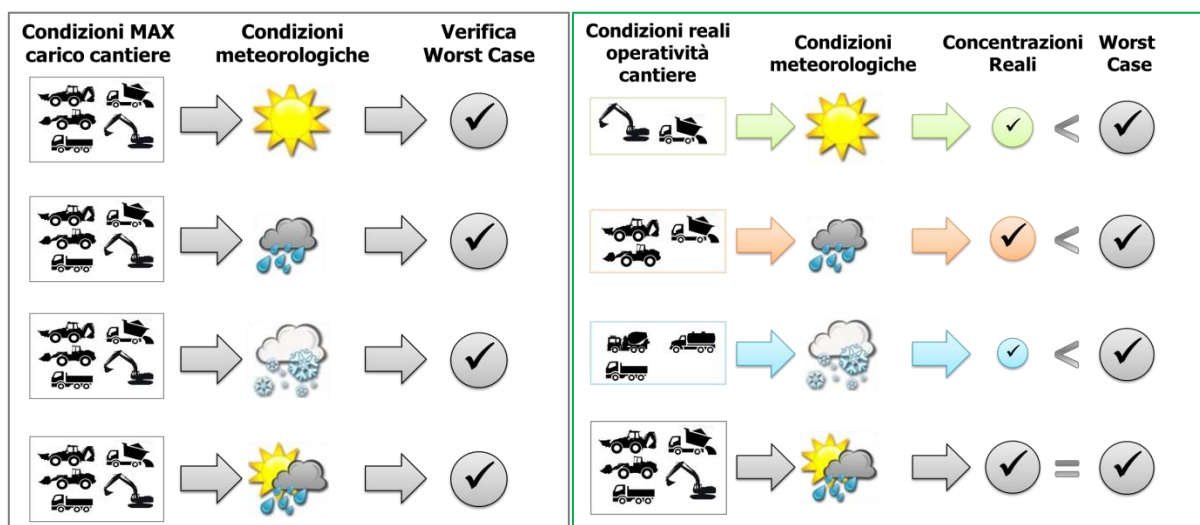 Condizioni MAX
carico cantiere
Condizioni
meteorologiche
Verifica
Worst Case
Condizioni reali
operatività
cantiere
Condizioni
meteorologiche
Concentrazioni
Reali
Worst
Case
<
<
<
=